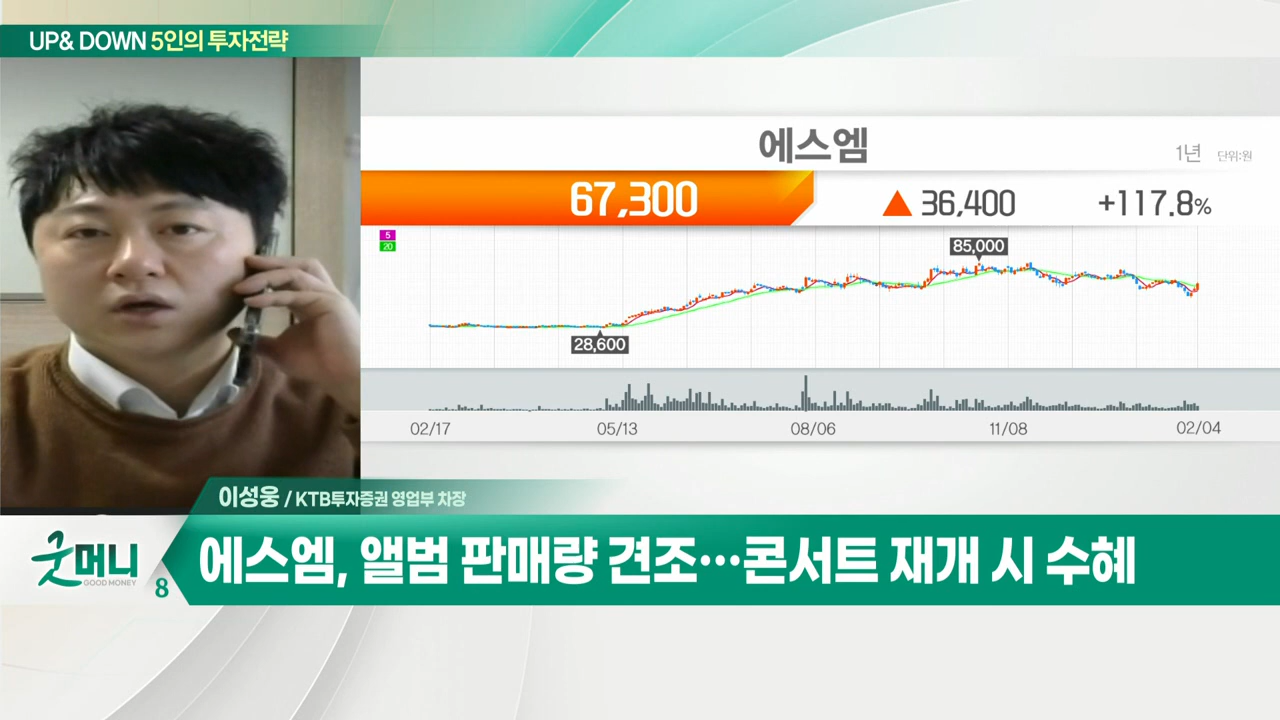 UP& DOWN 5인의 투자전략
에스엠
1년 단위:원
67,300 ▲ 36,400 +117.8%
5
20
85,000
28,600
02/17 05/13 08/06 11/08 02/04
이성웅 / KTB투자증권 영업부 차장
굿머니
GOOD MONEY
8
에스엠, 앨범 판매량 견조…콘서트 재개 시 수혜